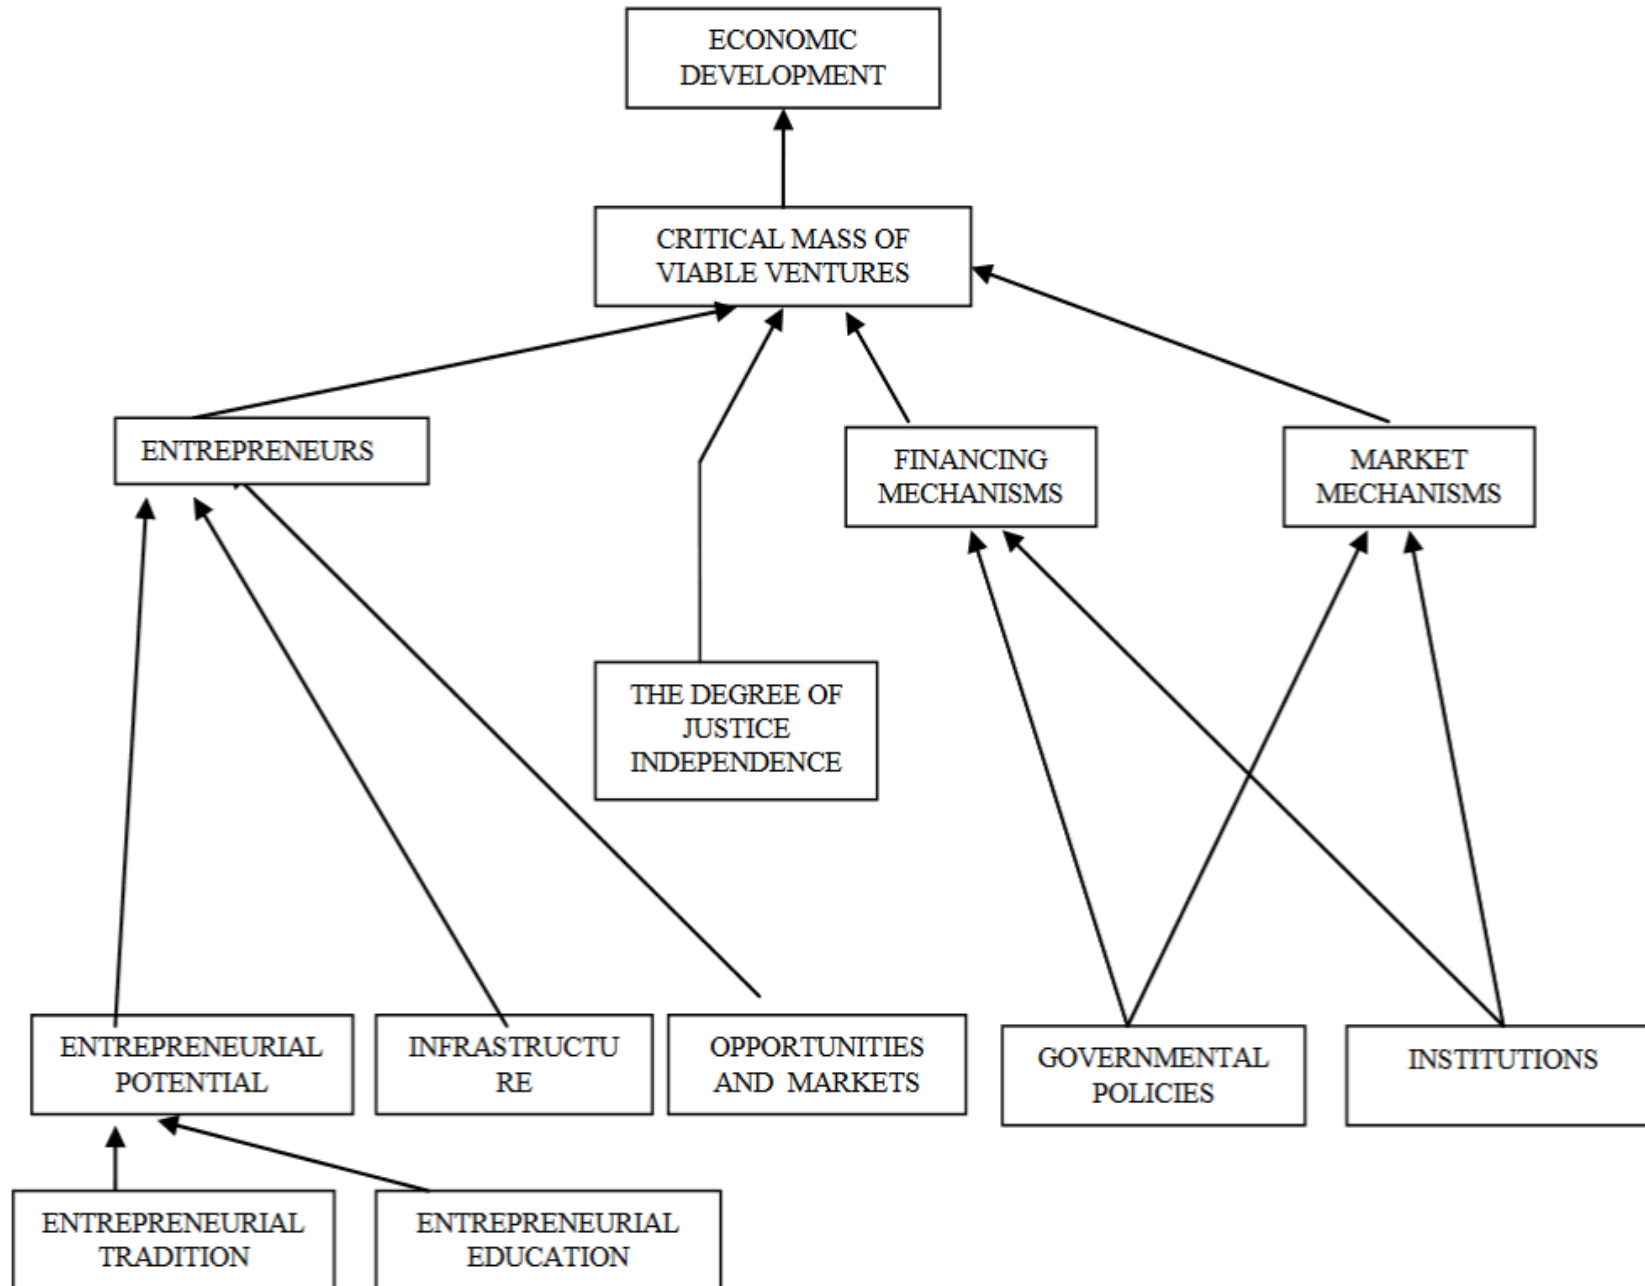 ECONOMIC
DEVELOPMENT
CRITICAL MASS OF
VIABLE VENTURES
ENTREPRENEURS
FINANCING
MECHANISMS
MARKET
MECHANISMS
THE DEGREE OF
JUSTICE
INDEPENDENCE
ENTREPRENEURIAL
POTENTIAL
INFRASTRUCTU
RE
OPPORTUNITIES
AND MARKETS
GOVERNMENTAL
POLICIES
INSTITUTIONS
ENTREPRENEURIAL
TRADITION
ENTREPRENEURIAL
EDUCATION